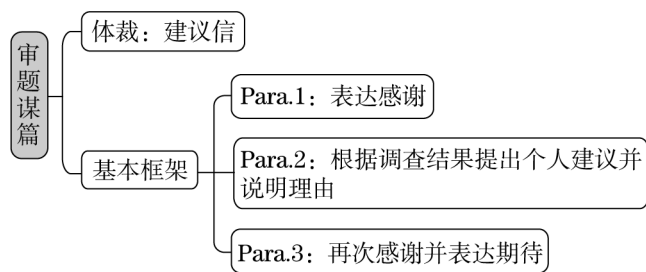 审题谋篇
体裁：建议信
基本框架
Para.1：表达感谢
Para.2：根据调查结果提出个人建议并
说明理由
Para.3：再次感谢并表达期待